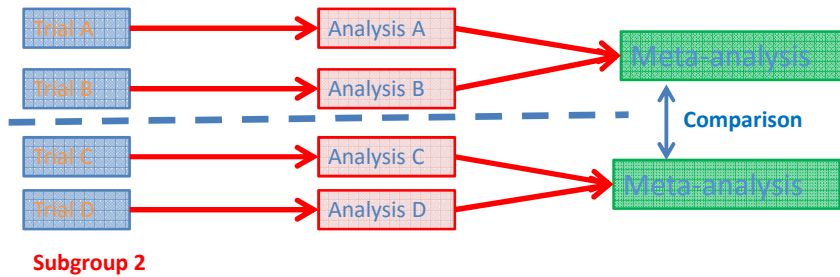 Trial A Analysis A
Meta-analysis
Trial B Analysis B
Comparison
Trial C Analysis C
Meta-analysis
Trial D Analysis D
Subgroup 2